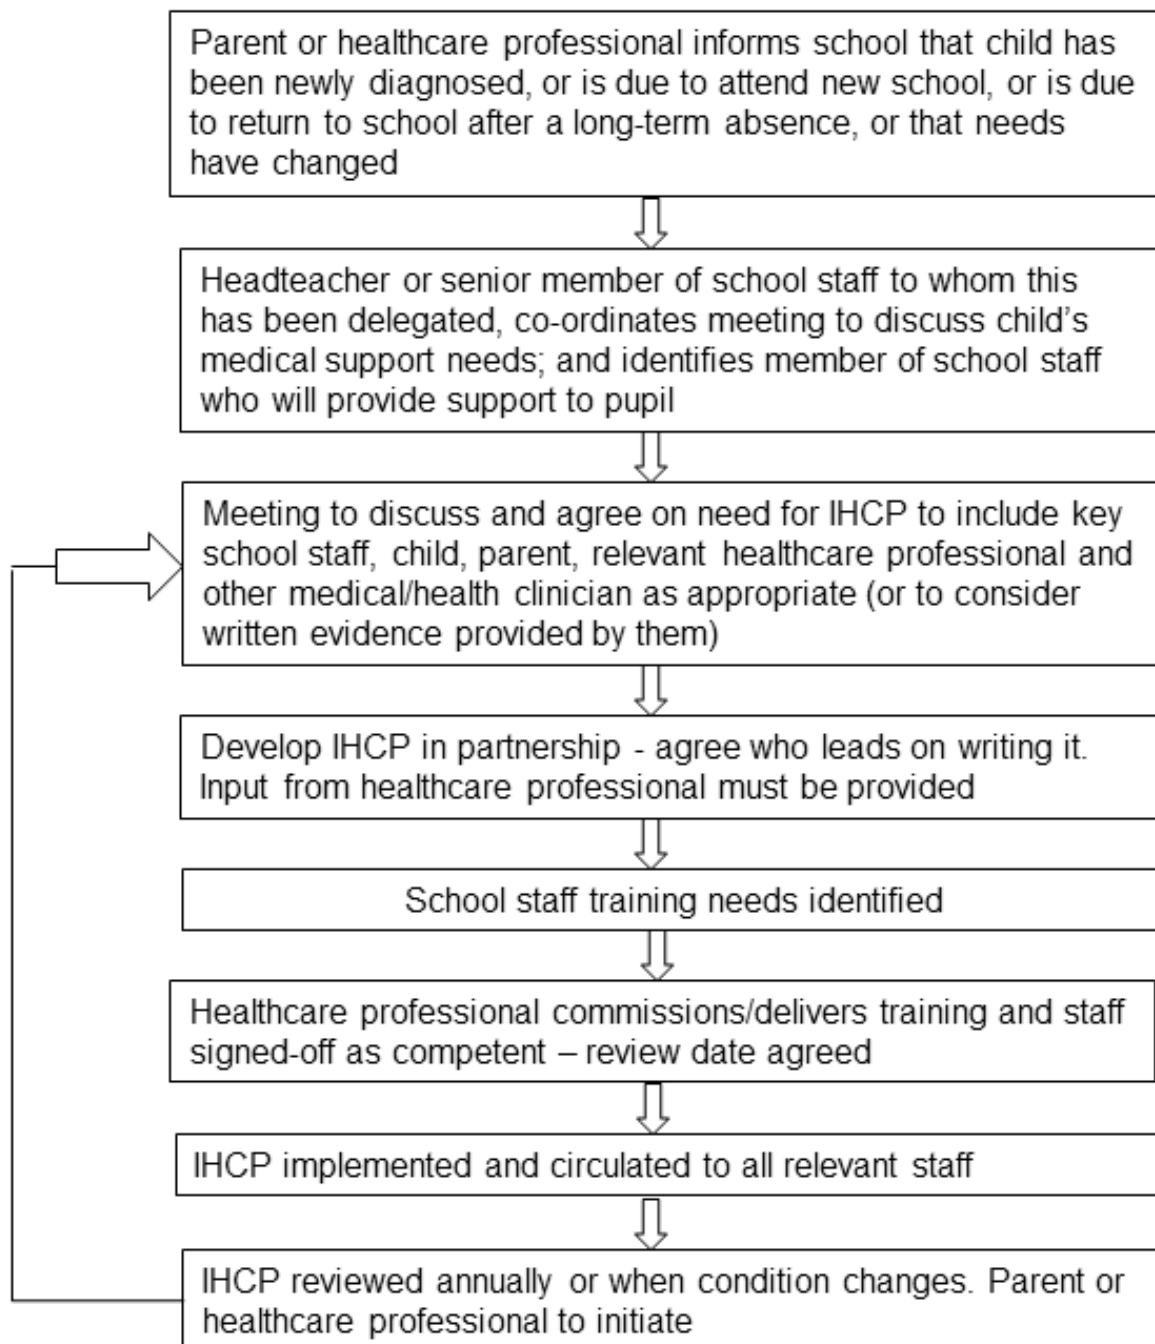 Parent or healthcare professional informs school that child has
been newly diagnosed, or is due to attend new school, or is due
to return to school after a long-term absence, or that needs
have changed
Headteacher or senior member of school staff to whom this
has been delegated, co-ordinates meeting to discuss child's
medical support needs; and identifies member of school staff
who will provide support to pupil
Meeting to discuss and agree on need for IHCP to include key
school staff, child, parent, relevant healthcare professional and
other medical/health clinician as appropriate (or to consider
written evidence provided by them)
Develop IHCP in partnership - agree who leads on writing it.
Input from healthcare professional must be provided
School staff training needs identified
Healthcare professional commissions/delivers training and staff
signed-off as competent – review date agreed
IHCP implemented and circulated to all relevant staff
IHCP reviewed annually or when condition changes. Parent or
healthcare professional to initiate